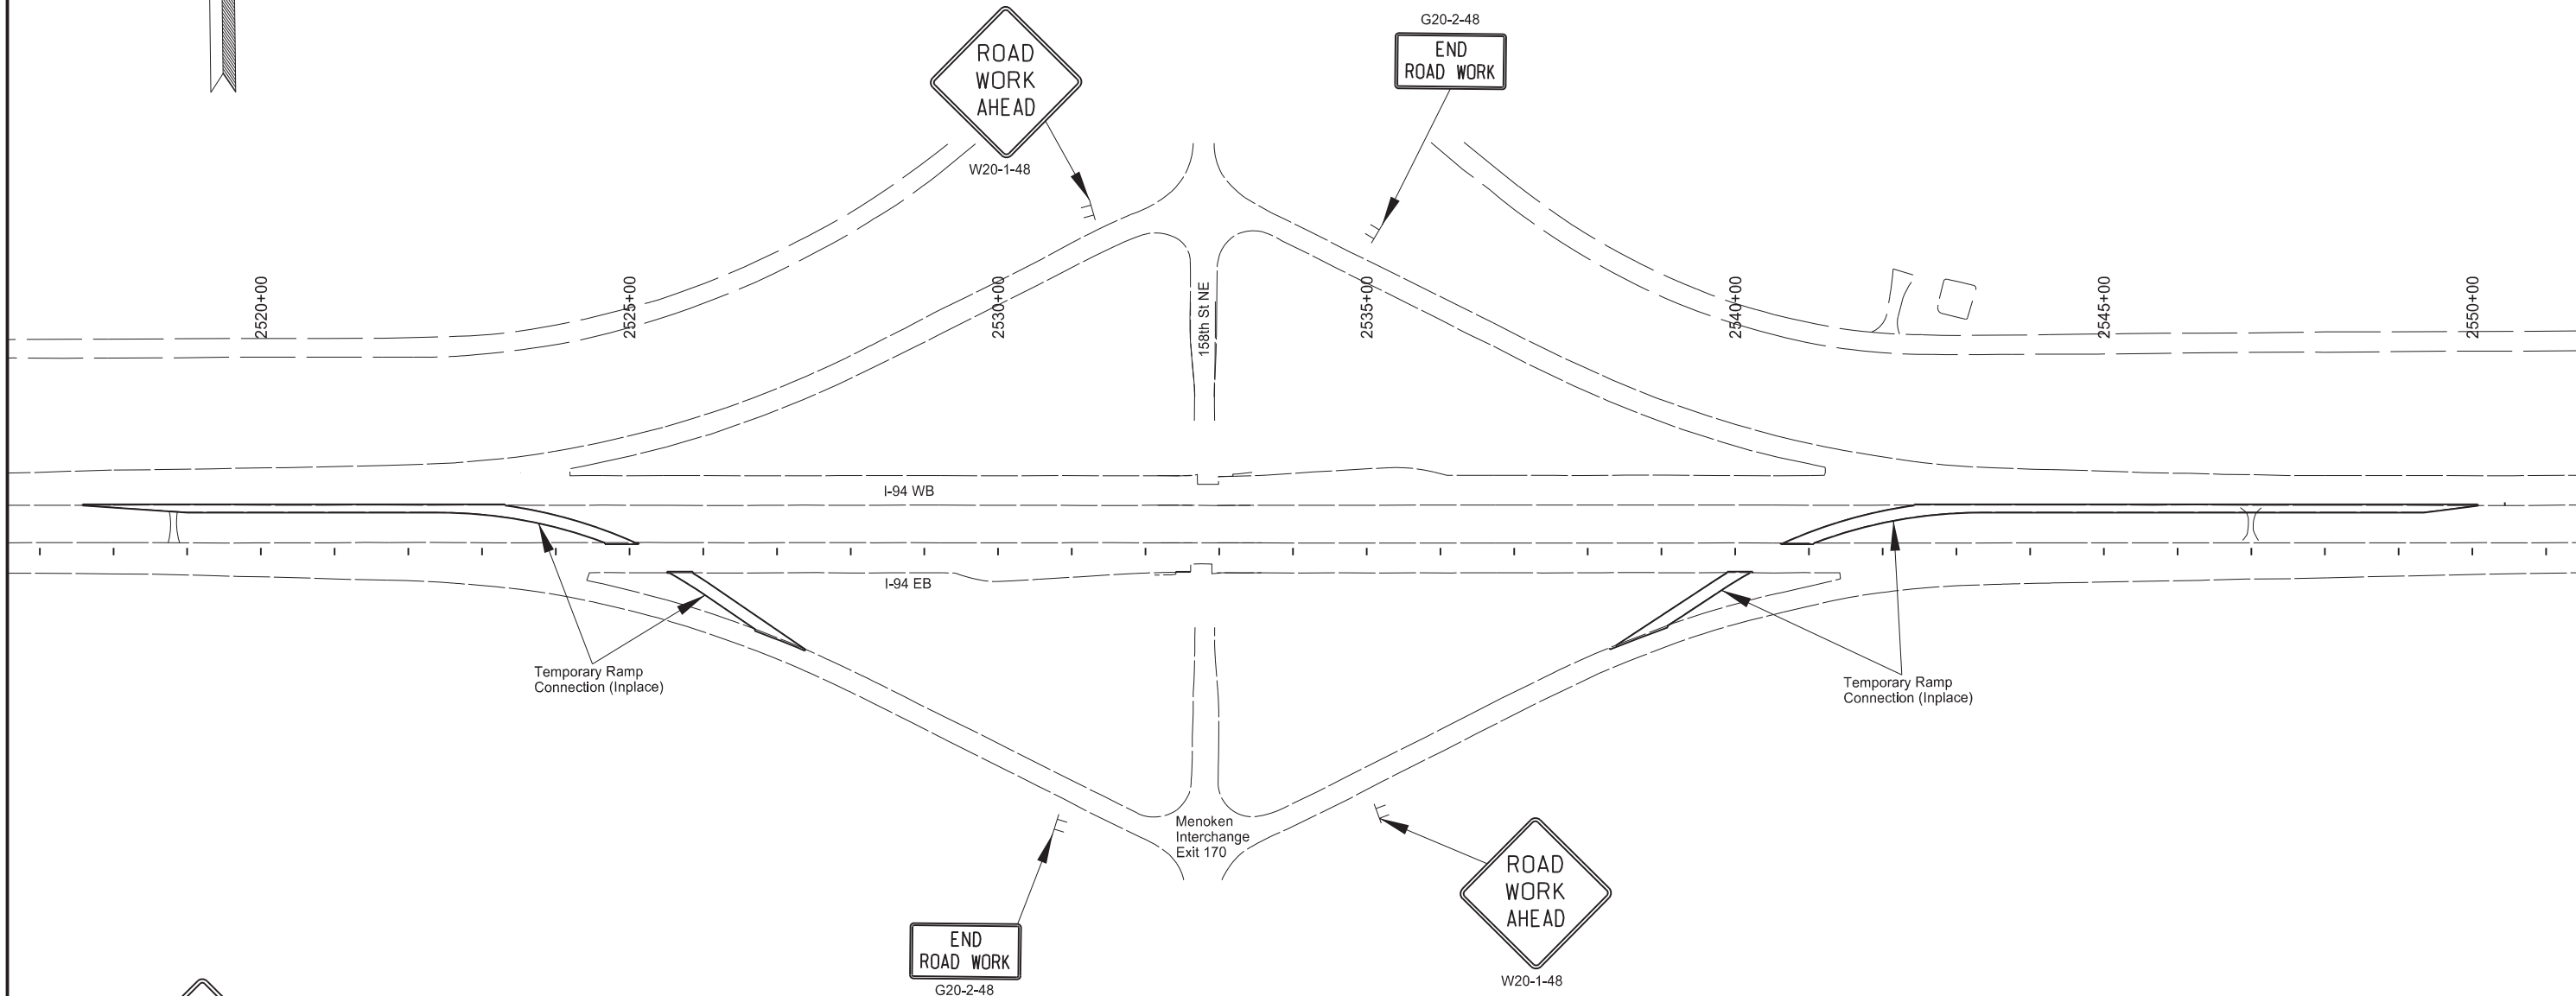 ROAD
WORK
AHEAD
W20-1-48
G20-2-48
END
ROAD WORK
2520+00
2525+00
2530+00
158th St NE
2535+00
2540+00
2545+00
2550+00
I-94 WB
I-94 EB
Temporary Ramp
Connection (Inplace)
Temporary Ramp
Connection (Inplace)
Menoken
Interchange
Exit 170
END
ROAD WORK
G20-2-48
ROAD
WORK
AHEAD
W20-1-48